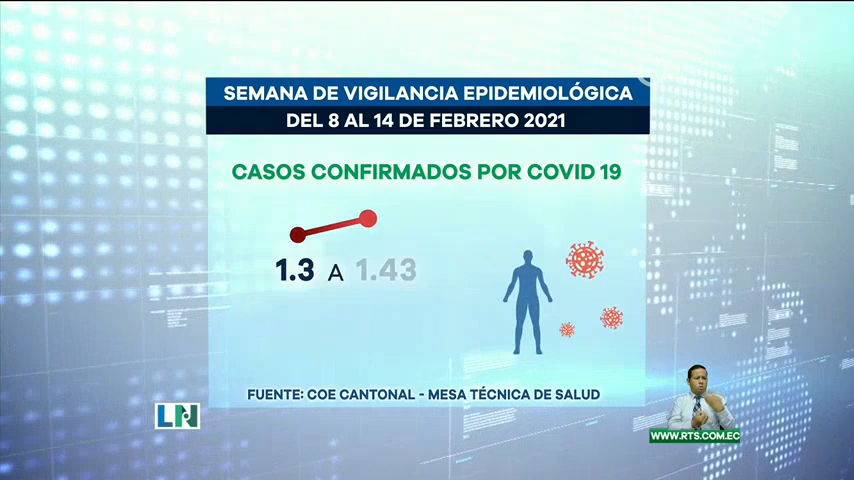 SEMANA DE VIGILANCIA EPIDEMIOLÓGICA
DEL 8 AL 14 DE FEBRERO 2021
CASOS CONFIRMADOS POR COVID 19
1.3 A 1.43
FUENTE: COE CANTONAL - MESA TÉCNICA DE SALUD
LN
WWW.RTS.COM.EC